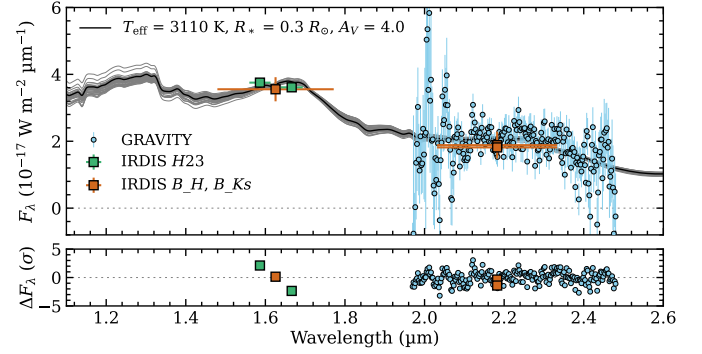 6
4
2
0
F_λ (10⁻¹⁷ W m⁻² µm⁻¹)
T_eff = 3110 K, R_* = 0.3 R_⊙, A_V = 4.0
GRAVITY
IRDIS H23
IRDIS B_H, B_Ks
5
0
−5
ΔF_λ (σ)
1.2 1.4 1.6 1.8 2.0 2.2 2.4 2.6
Wavelength (µm)